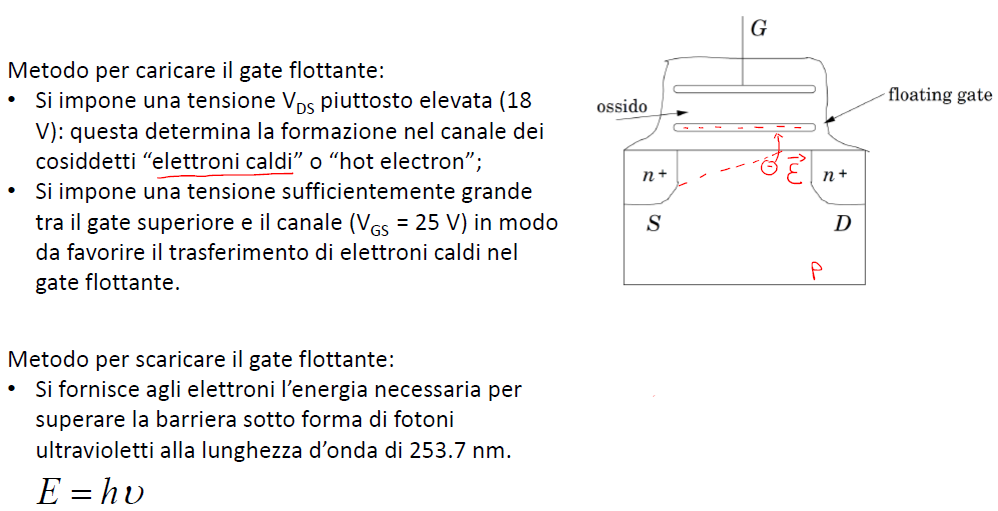 Metodo per caricare il gate flottante:
• Si impone una tensione V_DS piuttosto elevata (18
V): questa determina la formazione nel canale dei
cosiddetti “elettroni caldi” o “hot electron”;
• Si impone una tensione sufficientemente grande
tra il gate superiore e il canale (V_GS = 25 V) in modo
da favorire il trasferimento di elettroni caldi nel
gate flottante.
Metodo per scaricare il gate flottante:
• Si fornisce agli elettroni l’energia necessaria per
superare la barriera sotto forma di fotoni
ultravioletti alla lunghezza d’onda di 253.7 nm.
E = hυ
G
ossido
floating gate
n+
ℰ
n+
S
D
P